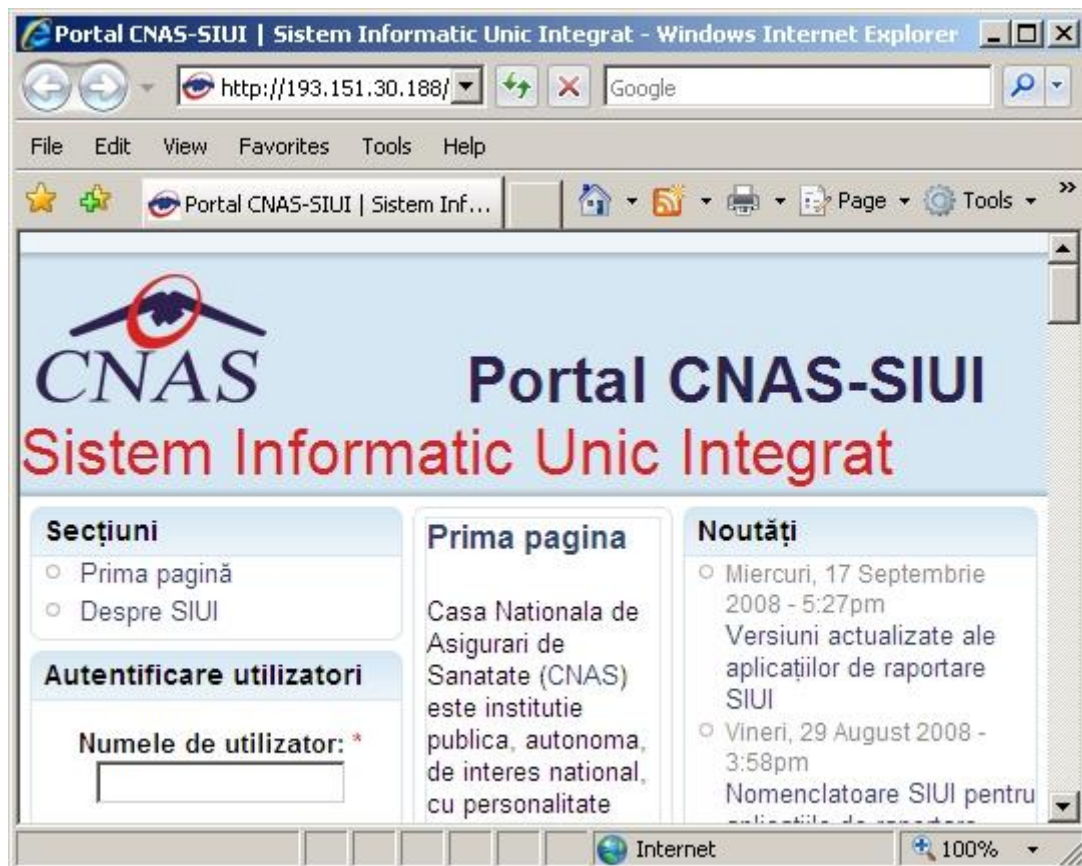 Portal CNAS-SIUI | Sistem Informatic Unic Integrat - Windows Internet Explorer
http://193.151.30.188/
Google
File Edit View Favorites Tools Help
Portal CNAS-SIUI | Sistem Inf...
Page
Tools
»
CNAS
Portal CNAS-SIUI
Sistem Informatic Unic Integrat
Secțiuni
Prima pagină
Despre SIUI
Autentificare utilizatori
Numele de utilizator: *
Prima pagina
Casa Nationala de
Asigurari de
Sanatate (CNAS)
este institutie
publica, autonoma,
de interes national,
cu personalitate
Noutăți
Miercuri, 17 Septembrie
2008 - 5:27pm
Versiuni actualizate ale
aplicațiilor de raportare
SIUI
Vineri, 29 August 2008 -
3:58pm
Nomenclatoare SIUI pentru
Internet
100%